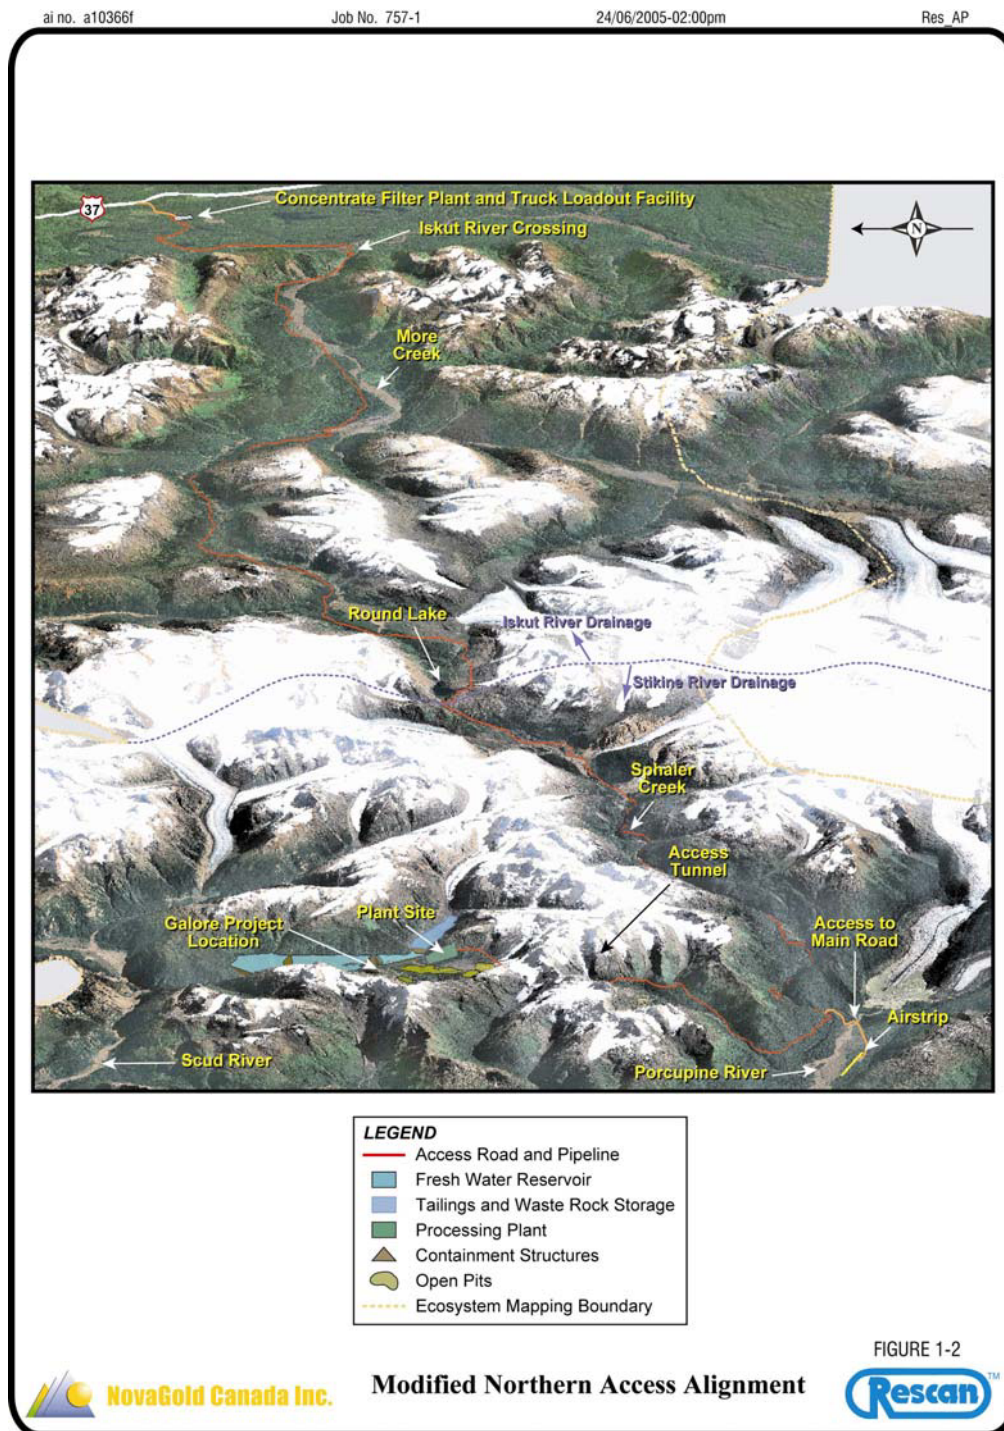 ai no. a10366f Job No. 757-1 24/06/2005-02:00pm Res_AP
37
Concentrate Filter Plant and Truck Loadout Facility
Iskut River Crossing
N
More
Creek
Round Lake
Iskut River Drainage
Stikine River Drainage
Sphaler
Creek
Access
Tunnel
Plant Site
Galore Project
Location
Access to
Main Road
Airstrip
Scud River
Porcupine River
LEGEND
Access Road and Pipeline
Fresh Water Reservoir
Tailings and Waste Rock Storage
Processing Plant
Containment Structures
Open Pits
Ecosystem Mapping Boundary
FIGURE 1-2
NovaGold Canada Inc.
Modified Northern Access Alignment
Rescan™